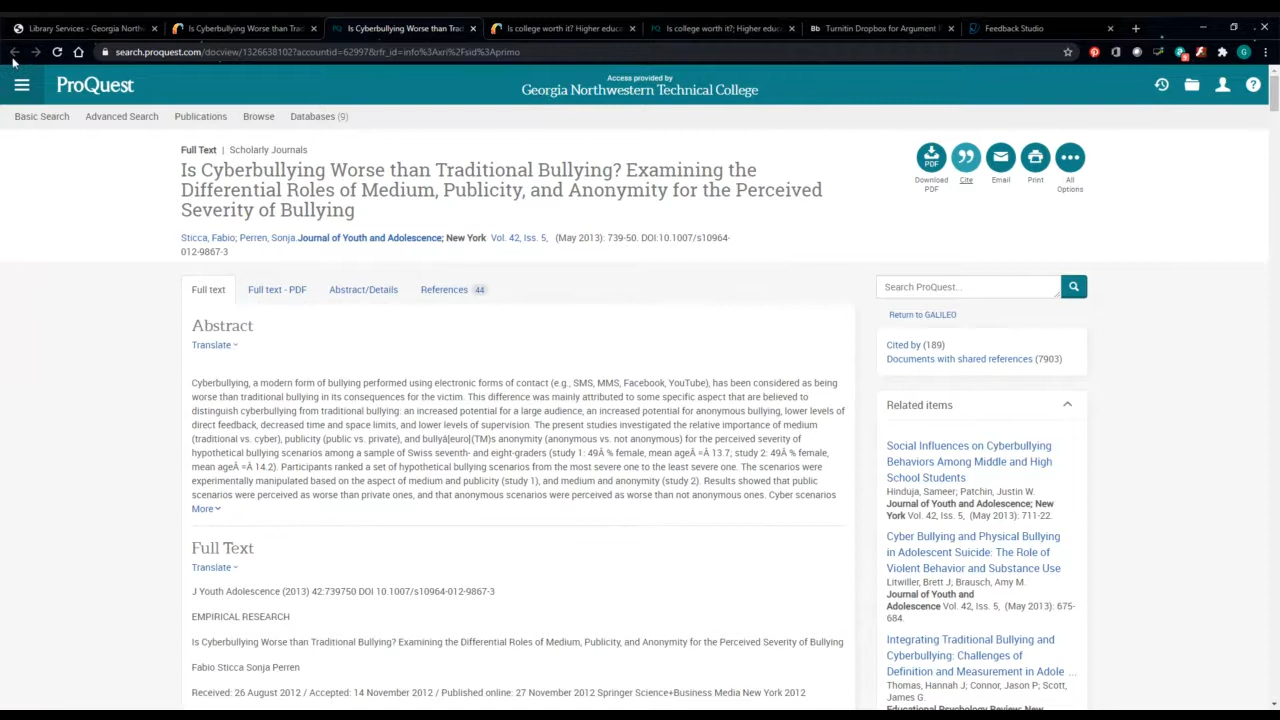 Library Services - Georgia North
Is Cyberbullying Worse than Trad
Is Cyberbullying Worse than Trad
Is college worth it? Higher educ
Is college worth it?; Higher educ
Bb Turnitin Dropbox for Argument
Feedback Studio
search.proquest.com/docview/1326638102?accountid=62997&rfr_id=info%3Axri%2Fsid%3Aprimo
ProQuest
Access provided by
Georgia Northwestern Technical College
Basic Search Advanced Search Publications Browse Databases (9)
Full Text | Scholarly Journals
Is Cyberbullying Worse than Traditional Bullying? Examining the
Differential Roles of Medium, Publicity, and Anonymity for the Perceived
Severity of Bullying
Sticca, Fabio; Perren, Sonja.Journal of Youth and Adolescence; New York Vol. 42, Iss. 5, (May 2013): 739-50. DOI:10.1007/s10964-
012-9867-3
PDF
Download
PDF
Cite
Email
Print
All
Options
Full text Full text - PDF Abstract/Details References 44
Abstract
Translate
Cyberbullying, a modern form of bullying performed using electronic forms of contact (e.g., SMS, MMS, Facebook, YouTube), has been considered as being
worse than traditional bullying in its consequences for the victim. This difference was mainly attributed to some specific aspect that are believed to
distinguish cyberbullying from traditional bullying: an increased potential for a large audience, an increased potential for anonymous bullying, lower levels of
direct feedback, decreased time and space limits, and lower levels of supervision. The present studies investigated the relative importance of medium
(traditional vs. cyber), publicity (public vs. private), and bullyâ[euro](TM)s anonymity (anonymous vs. not anonymous) for the perceived severity of
hypothetical bullying scenarios among a sample of Swiss seventh- and eight-graders (study 1: 49Â % female, mean ageÂ =Â 13.7; study 2: 49Â % female,
mean ageÂ =Â 14.2). Participants ranked a set of hypothetical bullying scenarios from the most severe one to the least severe one. The scenarios were
experimentally manipulated based on the aspect of medium and publicity (study 1), and medium and anonymity (study 2). Results showed that public
scenarios were perceived as worse than private ones, and that anonymous scenarios were perceived as worse than not anonymous ones. Cyber scenarios
More
Full Text
Translate
J Youth Adolescence (2013) 42:739750 DOI 10.1007/s10964-012-9867-3
EMPIRICAL RESEARCH
Is Cyberbullying Worse than Traditional Bullying? Examining the Differential Roles of Medium, Publicity, and Anonymity for the Perceived Severity of Bullying
Fabio Sticca Sonja Perren
Received: 26 August 2012 / Accepted: 14 November 2012 / Published online: 27 November 2012 Springer Science+Business Media New York 2012
Search ProQuest...
Return to GALILEO
Cited by (189)
Documents with shared references (7903)
Related items
Social Influences on Cyberbullying
Behaviors Among Middle and High
School Students
Hinduja, Sameer; Patchin, Justin W.
Journal of Youth and Adolescence; New
York Vol. 42, Iss. 5, (May 2013): 711-22.
Cyber Bullying and Physical Bullying
in Adolescent Suicide: The Role of
Violent Behavior and Substance Use
Litwiller, Brett J; Brausch, Amy M.
Journal of Youth and
Adolescence Vol. 42, Iss. 5, (May 2013): 675-
684.
Integrating Traditional Bullying and
Cyberbullying: Challenges of
Definition and Measurement in Adole ...
Thomas, Hannah J; Connor, Jason P; Scott,
James G.
Educational Psychology Review; New